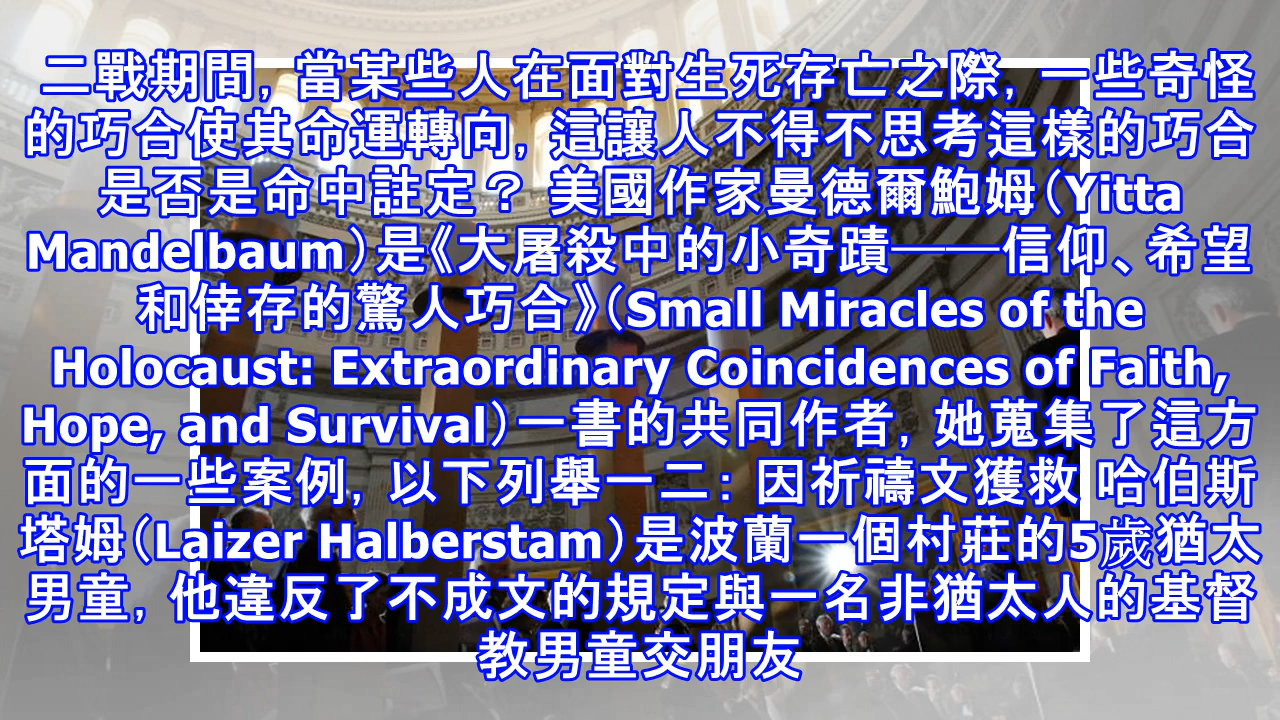 二戰期間, 當某些人在面對生死存亡之際, 一些奇怪
的巧合使其命運轉向, 這讓人不得不思考這樣的巧合
是否是命中註定？ 美國作家曼德爾鮑姆（Yitta
Mandelbaum）是《大屠殺中的小奇蹟——信仰、希望
和倖存的驚人巧合》（Small Miracles of the
Holocaust: Extraordinary Coincidences of Faith,
Hope, and Survival）一書的共同作者, 她蒐集了這方
面的一些案例, 以下列舉一二: 因祈禱文獲救 哈伯斯
塔姆（Laizer Halberstam）是波蘭一個村莊的5歲猶太
男童, 他違反了不成文的規定與一名非猶太人的基督
教男童交朋友